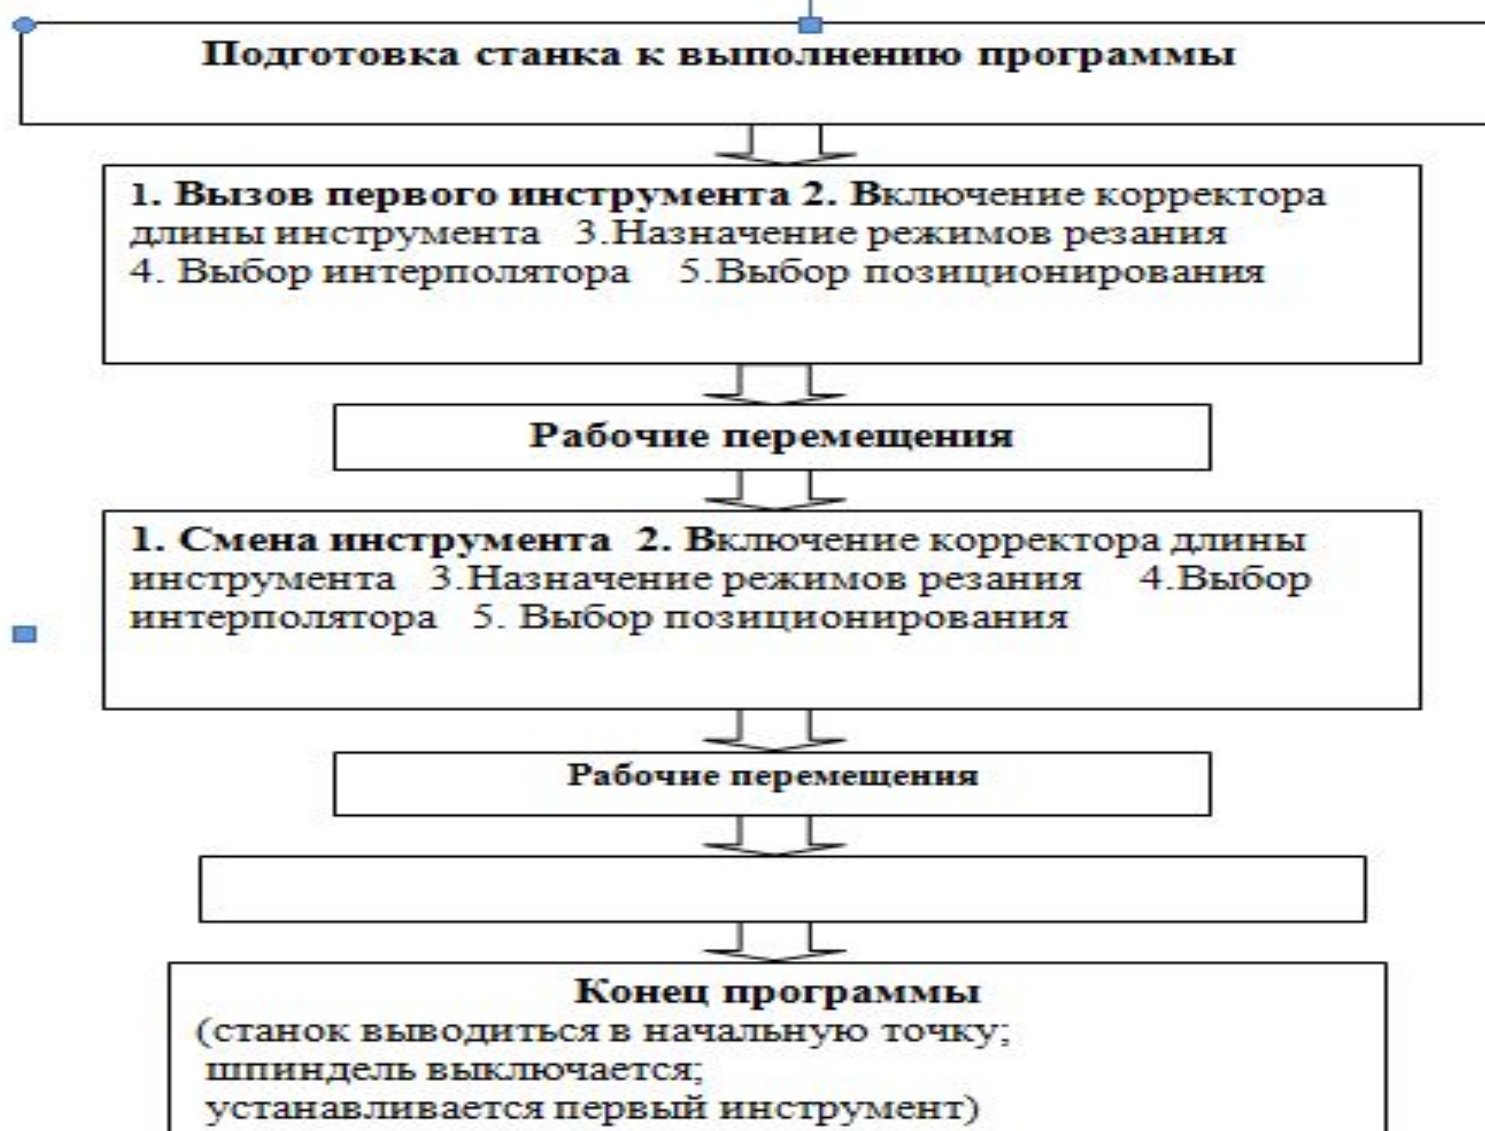 Подготовка станка к выполнению программы
1. Вызов первого инструмента 2. Включение корректора
длины инструмента 3.Назначение режимов резания
4. Выбор интерполятора 5.Выбор позиционирования
Рабочие перемещения
1. Смена инструмента 2. Включение корректора длины
инструмента 3.Назначение режимов резания 4.Выбор
интерполятора 5. Выбор позиционирования
Рабочие перемещения
Конец программы
(станок выводиться в начальную точку;
шпиндель выключается;
устанавливается первый инструмент)